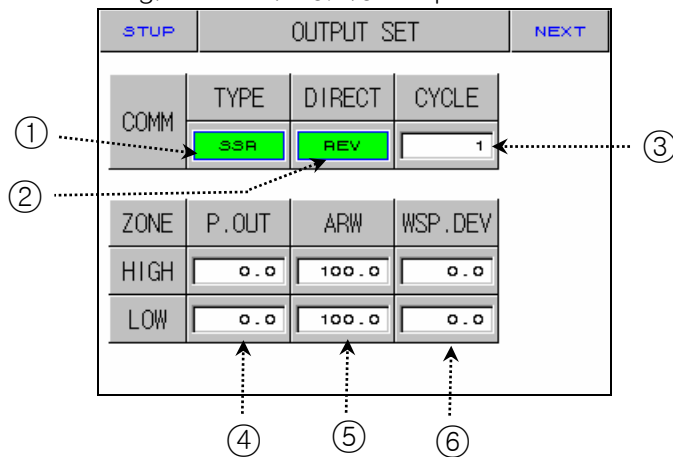 STUP OUTPUT SET NEXT
COMM TYPE DIRECT CYCLE
SSR REV 1
① ② ③
ZONE P.OUT ARW WSP.DEV
HIGH 0.0 100.0 0.0
LOW 0.0 100.0 0.0
④ ⑤ ⑥